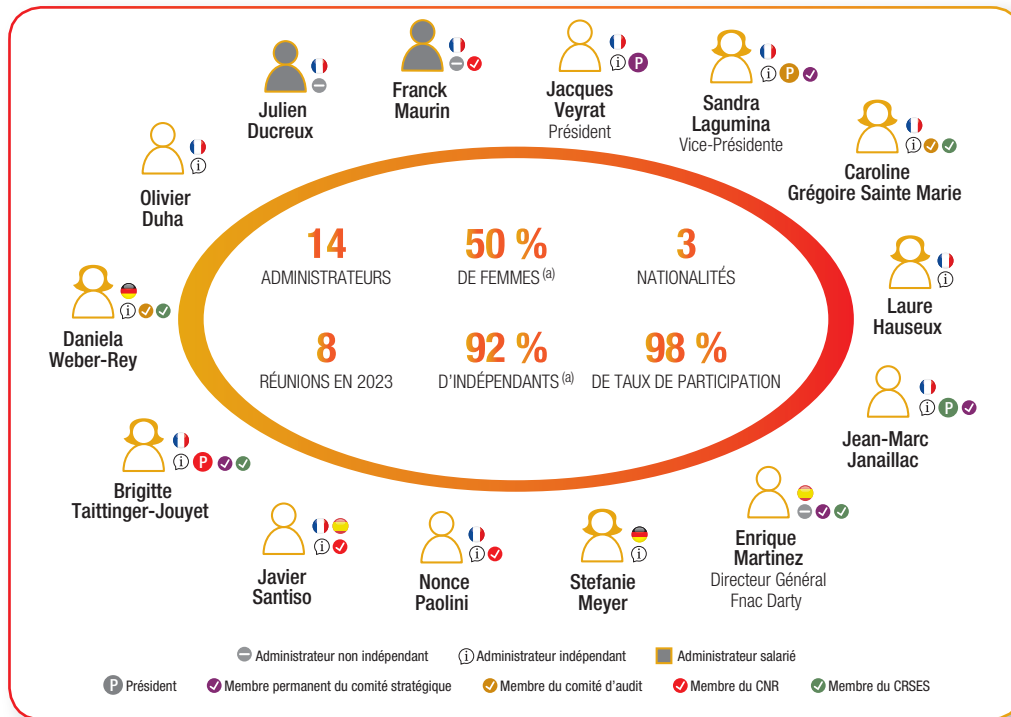 Julien
Ducreux
Franck
Maurin
Jacques
Veyrat
Président
P
Sandra
Lagumina
Vice-Présidente
P
Caroline
Grégoire Sainte Marie
Olivier
Duha
Laure
Hauseux
Daniela
Weber-Rey
14
ADMINISTRATEURS
50 %
DE FEMMES (a)
3
NATIONALITÉS
8
RÉUNIONS EN 2023
92 %
D'INDÉPENDANTS (a)
98 %
DE TAUX DE PARTICIPATION
P
Jean-Marc
Janaillac
P
Brigitte
Taittinger-Jouyet
Javier
Santiso
Nonce
Paolini
Stefanie
Meyer
Enrique
Martinez
Directeur Général
Fnac Darty
Administrateur non indépendant
i Administrateur indépendant
Administrateur salarié
P Président
Membre permanent du comité stratégique
Membre du comité d'audit
Membre du CNR
Membre du CRSES